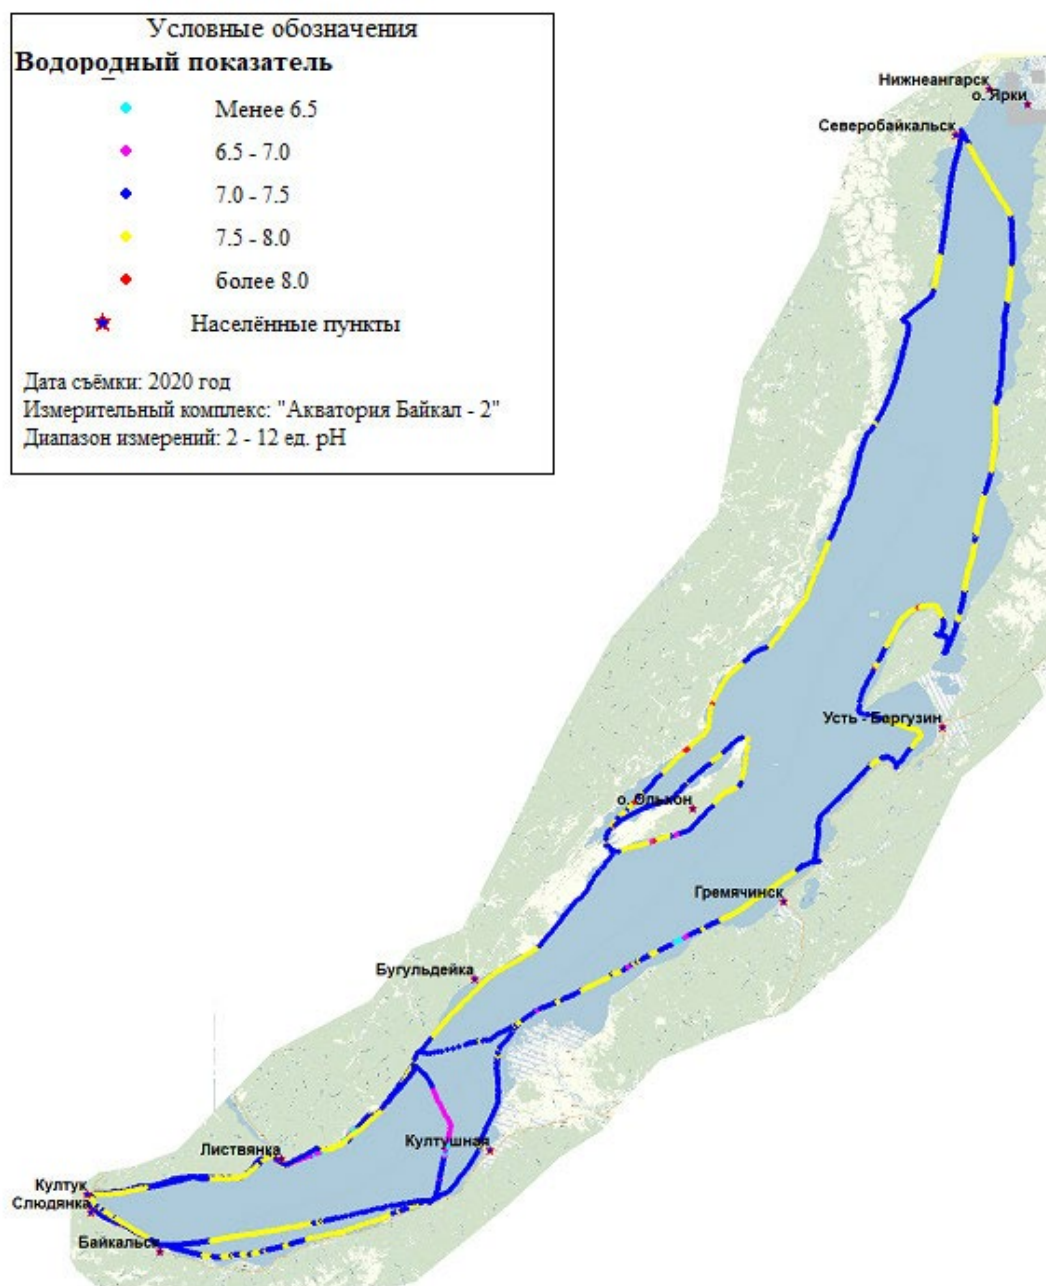 Условные обозначения
Водородный показатель
Менее 6.5
6.5 - 7.0
7.0 - 7.5
7.5 - 8.0
более 8.0
Населённые пункты
Дата съёмки: 2020 год
Измерительный комплекс: "Акватория Байкал - 2"
Диапазон измерений: 2 - 12 ед. pH
Нижнеангарск
о. Ярки
Северобайкальск
Усть - Баргузин
о. Ольхон
Гремячинск
Бугульдейка
Листвянка
Култушная
Култук
Слюдянка
Байкальск